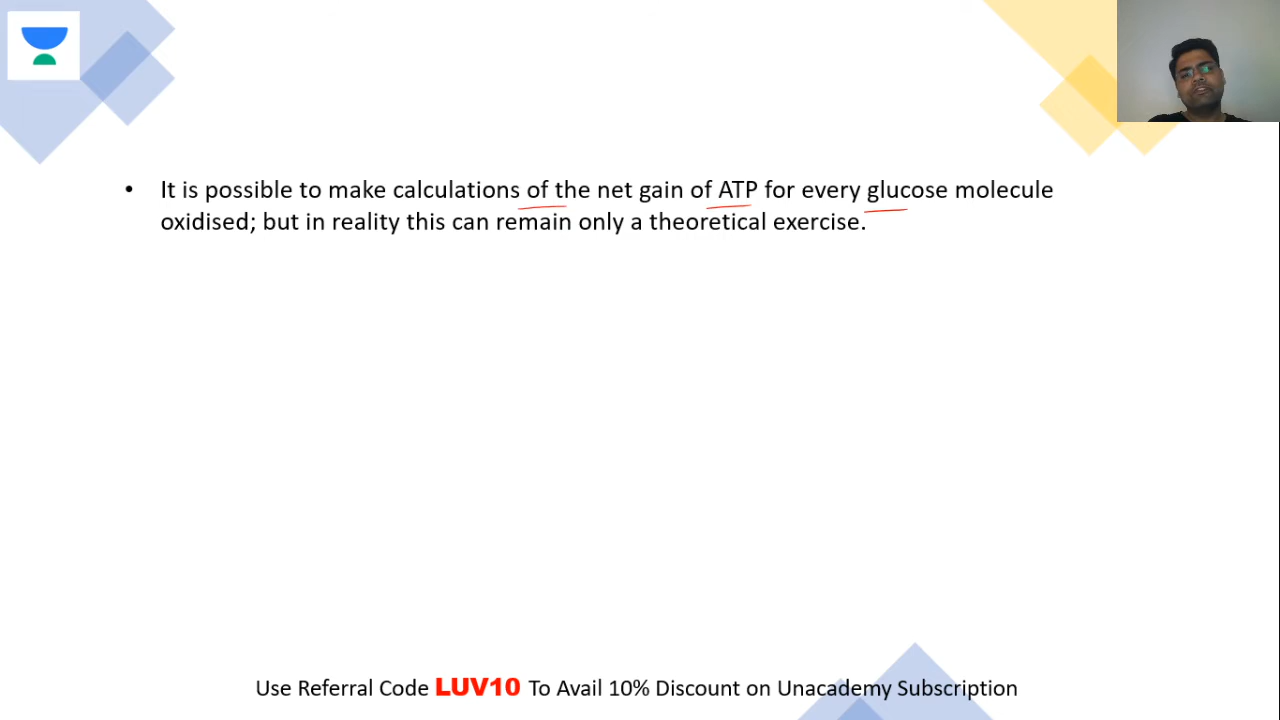 • It is possible to make calculations of the net gain of ATP for every glucose molecule
oxidised; but in reality this can remain only a theoretical exercise.
Use Referral Code LUV10 To Avail 10% Discount on Unacademy Subscription